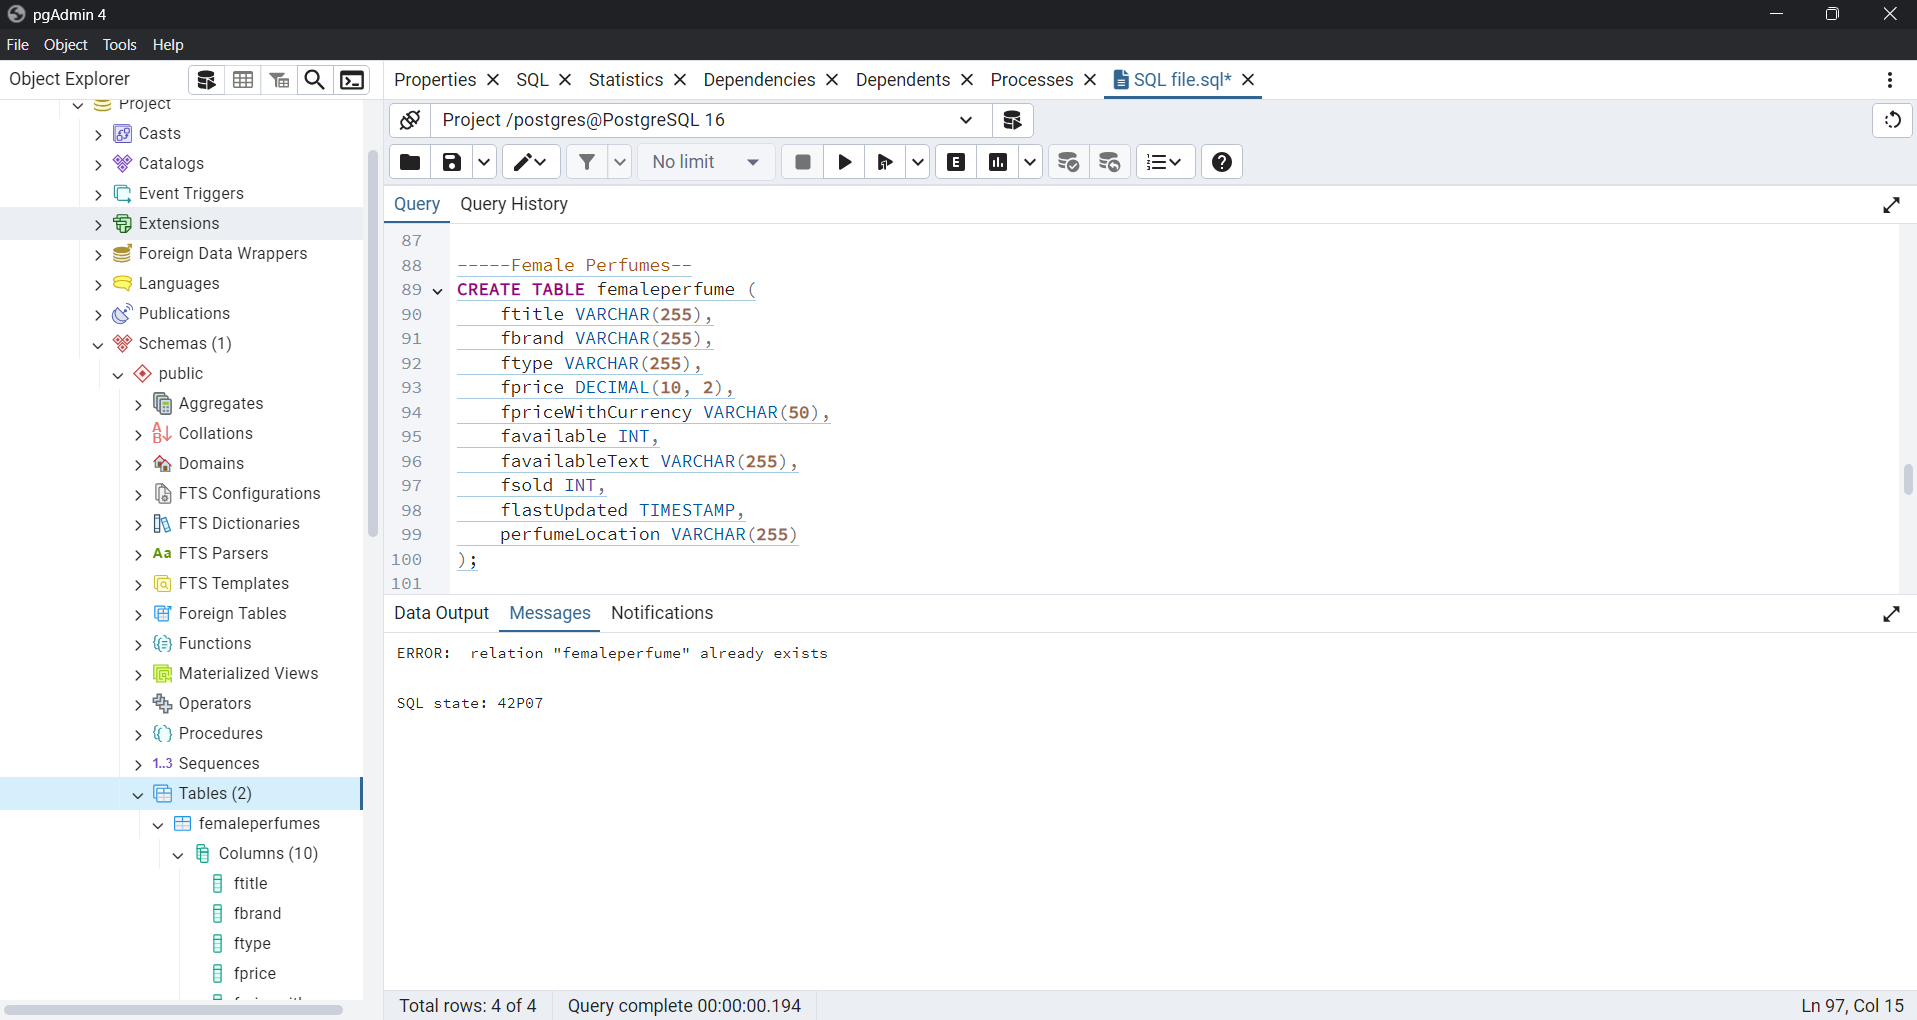 pgAdmin 4
File Object Tools Help
Object Explorer
Properties SQL Statistics Dependencies Dependents Processes SQL file.sql*
Project /postgres@PostgreSQL 16
No limit
Query Query History
Project
Casts
Catalogs
Event Triggers
Extensions
Foreign Data Wrappers
Languages
Publications
Schemas (1)
public
Aggregates
Collations
Domains
FTS Configurations
FTS Dictionaries
Aa FTS Parsers
FTS Templates
Foreign Tables
Functions
Materialized Views
Operators
Procedures
1..3 Sequences
Tables (2)
femaleperfumes
Columns (10)
ftitle
fbrand
ftype
fprice
87
88 -----Female Perfumes--
89 CREATE TABLE femaleperfume (
90 ftitle VARCHAR(255),
91 fbrand VARCHAR(255),
92 ftype VARCHAR(255),
93 fprice DECIMAL(10, 2),
94 fpriceWithCurrency VARCHAR(50),
95 favailable INT,
96 favailableText VARCHAR(255),
97 fsold INT,
98 flastUpdated TIMESTAMP,
99 perfumeLocation VARCHAR(255)
100 );
101
Data Output Messages Notifications
ERROR: relation "femaleperfume" already exists
SQL state: 42P07
Total rows: 4 of 4 Query complete 00:00:00.194 Ln 97, Col 15